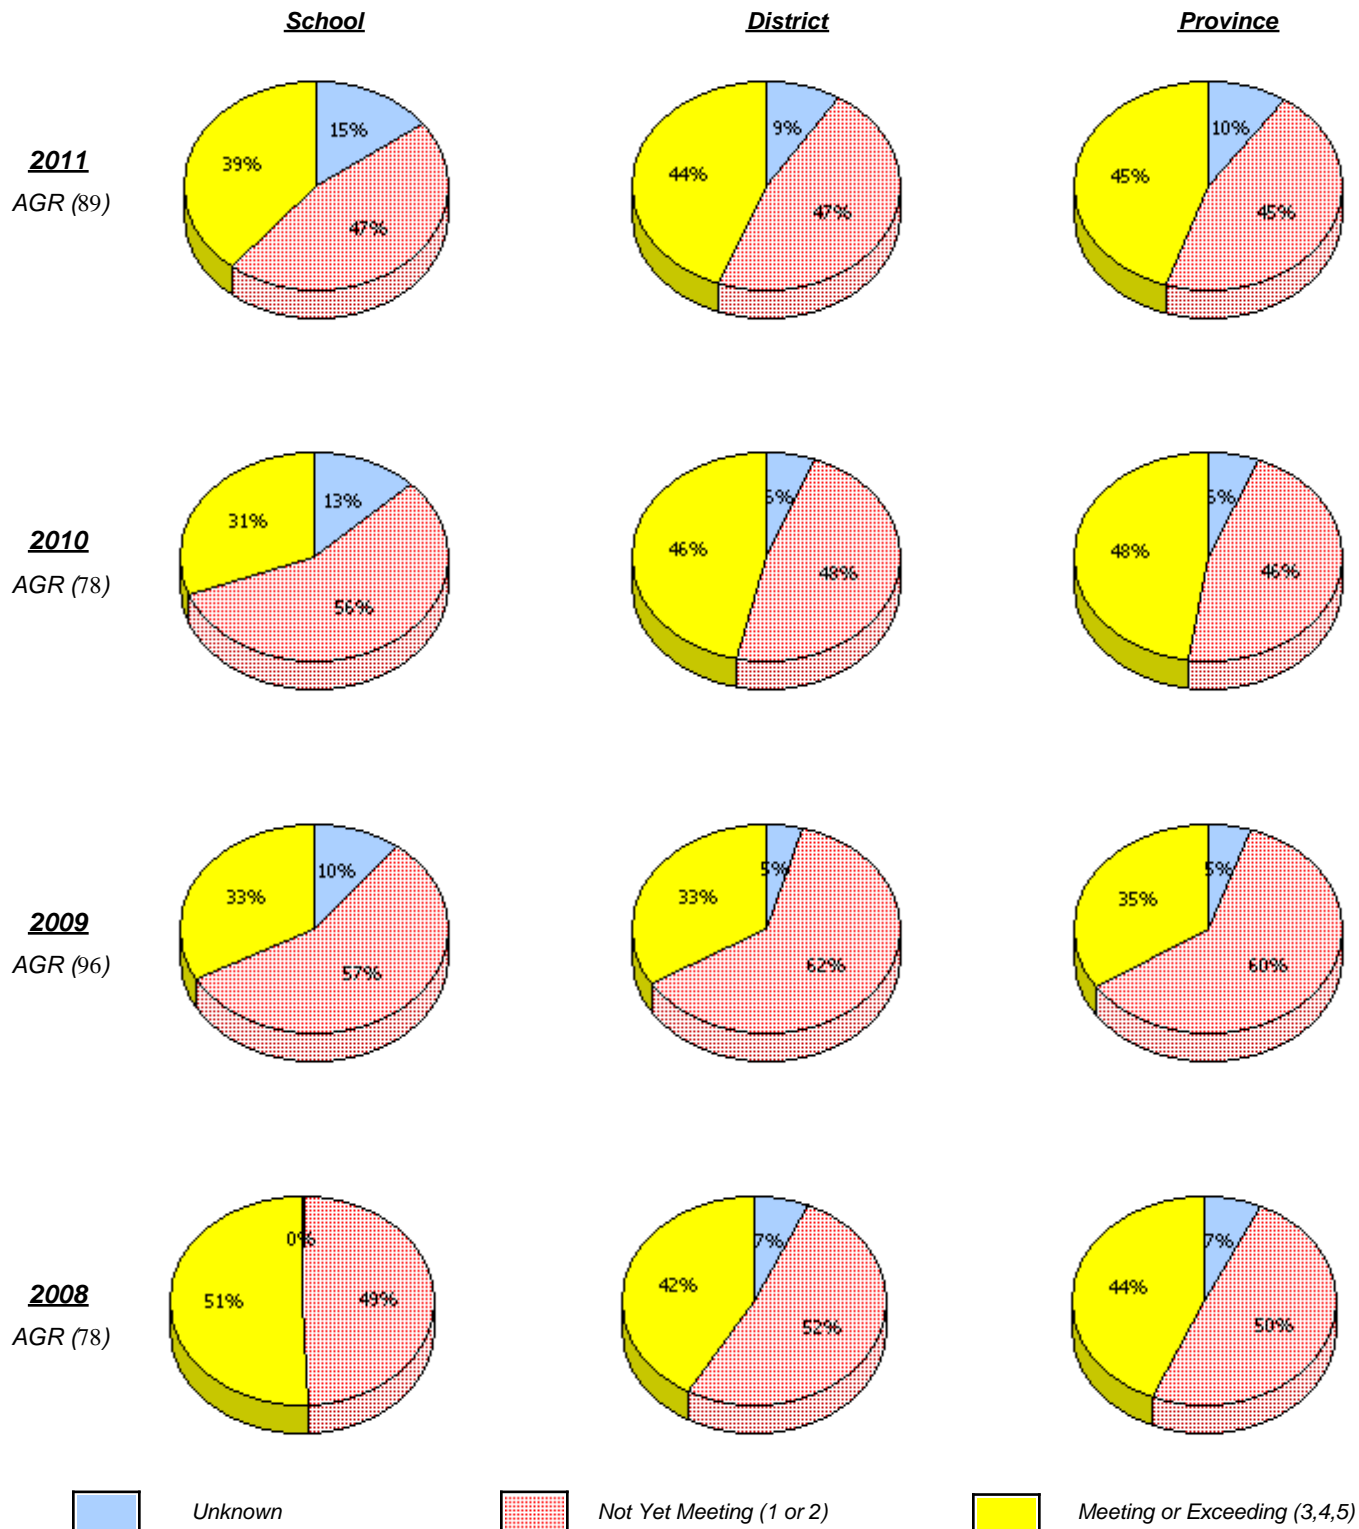 School District Province
2011
AGR (89)
15% 39% 47%
9% 44% 47%
10% 45% 45%
2010
AGR (78)
13% 31% 56%
6% 46% 48%
6% 48% 46%
2009
AGR (96)
10% 33% 57%
5% 33% 62%
5% 35% 60%
2008
AGR (78)
0% 51% 49%
7% 42% 52%
7% 44% 50%
Unknown Not Yet Meeting (1 or 2) Meeting or Exceeding (3,4,5)